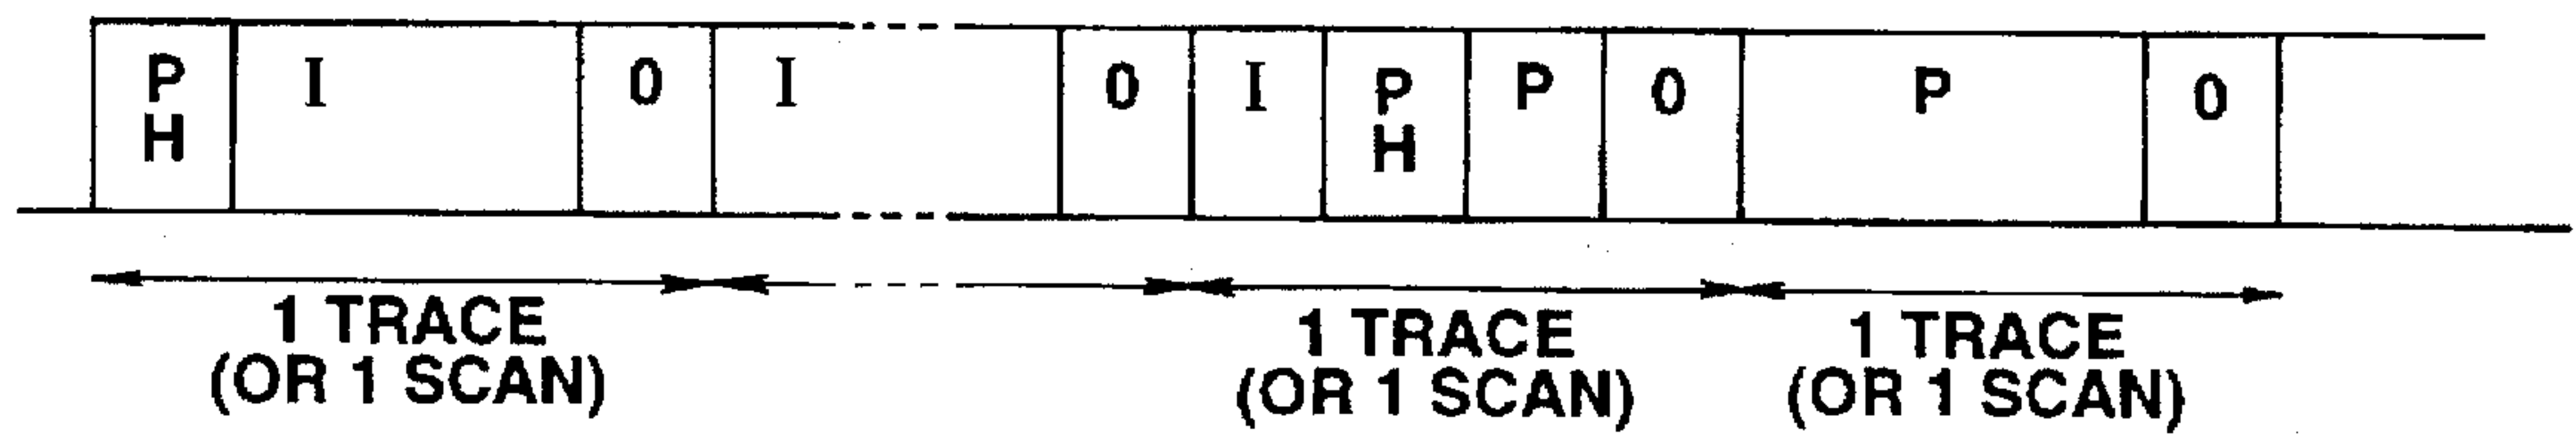 P H I 0 I 0 I P H P 0 P 0
1 TRACE
(OR 1 SCAN)
1 TRACE
(OR 1 SCAN)
1 TRACE
(OR 1 SCAN)